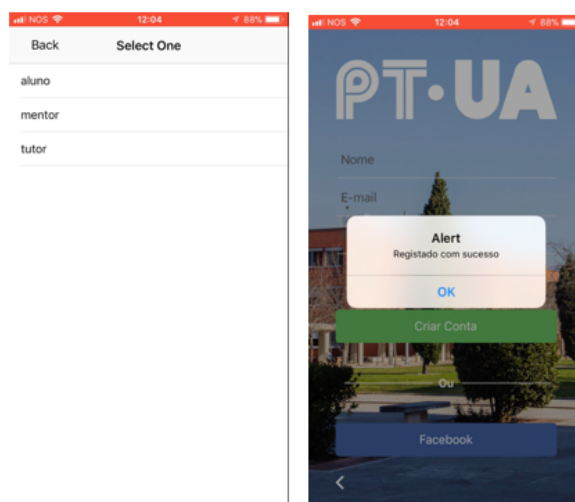 NOS 12:04 88%
Back Select One
aluno
mentor
tutor
NOS 12:04 88%
PT·UA
Nome
E-mail
Alert
Registado com sucesso
OK
Criar Conta
Ou
Facebook